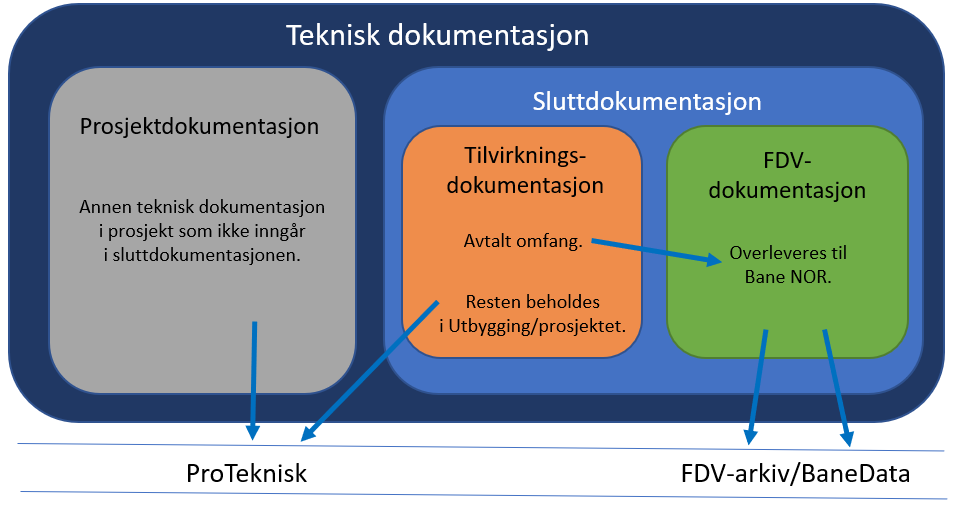 Teknisk dokumentasjon
Prosjektdokumentasjon
Annen teknisk dokumentasjon
i prosjekt som ikke inngår
i sluttdokumentasjonen.
Sluttdokumentasjon
Tilvirknings-
dokumentasjon
Avtalt omfang.
Resten beholdes
i Utbygging/prosjektet.
FDV-
dokumentasjon
Overleveres til
Bane NOR.
ProTeknisk
FDV-arkiv/BaneData